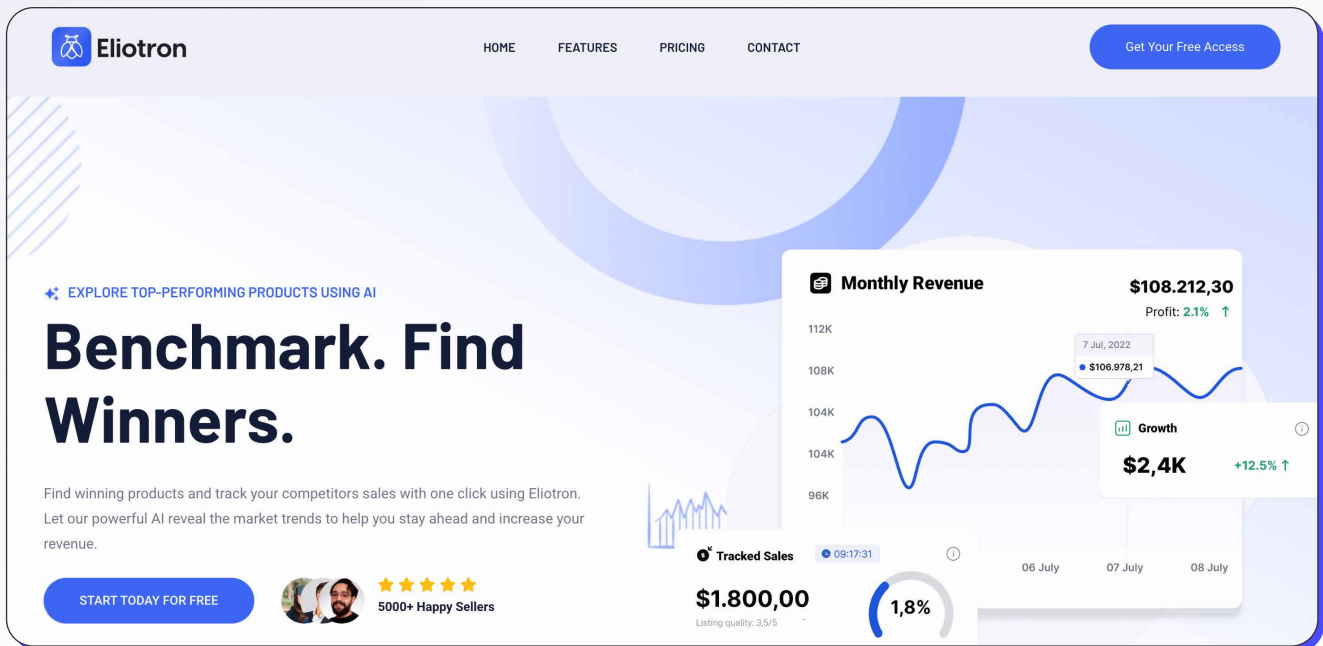 Eliotron
HOME FEATURES PRICING CONTACT
Get Your Free Access
EXPLORE TOP-PERFORMING PRODUCTS USING AI
Benchmark. Find
Winners.
Find winning products and track your competitors sales with one click using Eliotron.
Let our powerful AI reveal the market trends to help you stay ahead and increase your
revenue.
START TODAY FOR FREE
5000+ Happy Sellers
Monthly Revenue
$108.212,30
Profit: 2.1% ↑
112K
108K
104K
104K
96K
7 Jul, 2022
$106.978,21
06 July 07 July 08 July
Growth
$2,4K
+12.5% ↑
Tracked Sales
09:17:31
$1.800,00
Listing quality: 3,5/5
1,8%